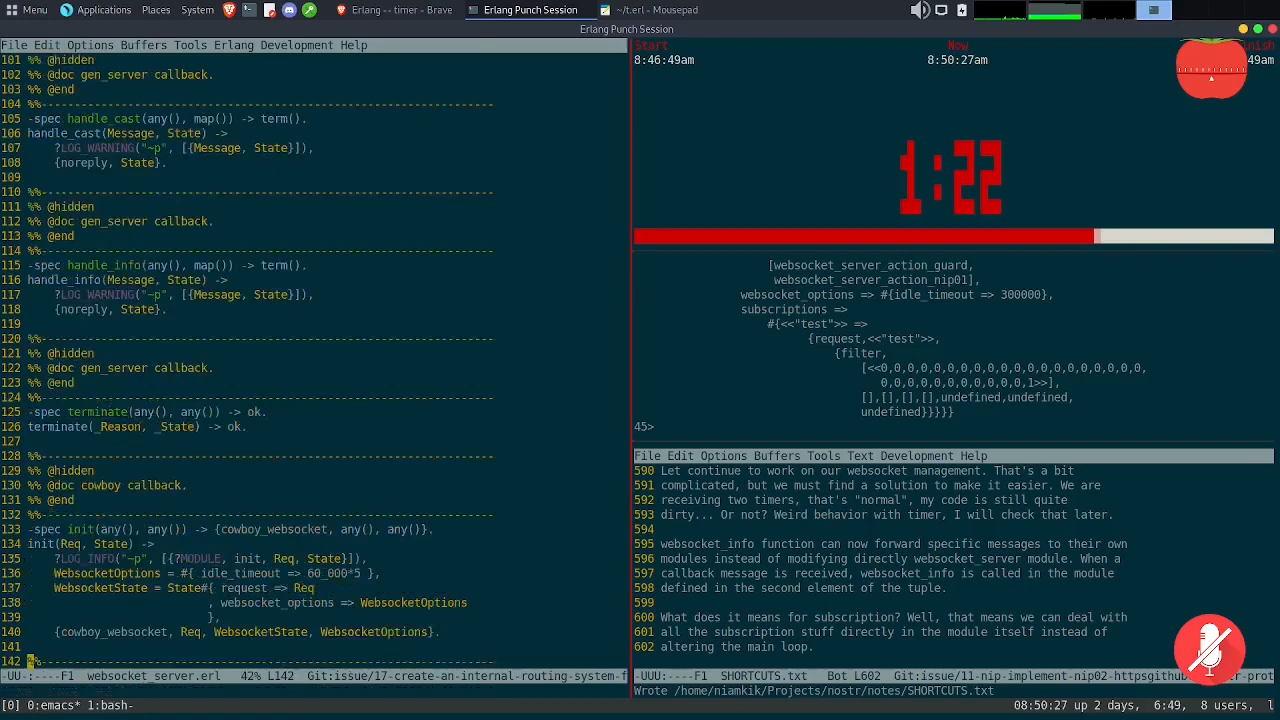 Menu Applications Places System Erlang -- timer - Brave Erlang Punch Session ~/t.erl - Mousepad
Erlang Punch Session
File Edit Options Buffers Tools Erlang Development Help
101 %% @hidden
102 %% @doc gen_server callback.
103 %% @end
104 %%--------------------------------------------------------------------
105 -spec handle_cast(any(), map()) -> term().
106 handle_cast(Message, State) ->
107     ?LOG_WARNING("~p", [{Message, State}]),
108     {noreply, State}.
109
110 %%--------------------------------------------------------------------
111 %% @hidden
112 %% @doc gen_server callback.
113 %% @end
114 %%--------------------------------------------------------------------
115 -spec handle_info(any(), map()) -> term().
116 handle_info(Message, State) ->
117     ?LOG_WARNING("~p", [{Message, State}]),
118     {noreply, State}.
119
120 %%--------------------------------------------------------------------
121 %% @hidden
122 %% @doc gen_server callback.
123 %% @end
124 %%--------------------------------------------------------------------
125 -spec terminate(any(), any()) -> ok.
126 terminate(_Reason, _State) -> ok.
127
128 %%--------------------------------------------------------------------
129 %% @hidden
130 %% @doc cowboy callback.
131 %% @end
132 %%--------------------------------------------------------------------
133 -spec init(any(), any()) -> {cowboy_websocket, any(), any()}.
134 init(Req, State) ->
135     ?LOG_INFO("~p", [{?MODULE, init, Req, State}]),
136     WebsocketOptions = #{ idle_timeout => 60_000*5 },
137     WebsocketState = State#{ request => Req
138                            , websocket_options => WebsocketOptions
139                            },
140     {cowboy_websocket, Req, WebsocketState, WebsocketOptions}.
141
142 %%--------------------------------------------------------------------
-UU-:----F1 websocket_server.erl 42% L142 Git:issue/17-create-an-internal-routing-system-f
Start Now
8:46:49am 8:50:27am 49am
1:22
[websocket_server_action_guard,
websocket_server_action_nip01],
websocket_options => #{idle_timeout => 300000},
subscriptions =>
#{<<"test">> =>
{request,<<"test">>,
{filter,
[<<0,0,0,0,0,0,0,0,0,0,0,0,0,0,0,0,0,0,0,0,
0,0,0,0,0,0,0,0,0,0,0,1>>],
[],[],[],[],undefined,undefined,
undefined}}}}}
45>
File Edit Options Buffers Tools Text Development Help
590 Let continue to work on our websocket management. That's a bit
591 complicated, but we must find a solution to make it easier. We are
592 receiving two timers, that's "normal", my code is still quite
593 dirty... Or not? Weird behavior with timer, I will check that later.
594
595 websocket_info function can now forward specific messages to their own
596 modules instead of modifying directly websocket_server module. When a
597 callback message is received, websocket_info is called in the module
598 defined in the second element of the tuple.
599
600 What does it means for subscription? Well, that means we can deal with
601 all the subscription stuff directly in the module itself instead of
602 altering the main loop.
-UUU:----F1 SHORTCUTS.txt Bot L602 Git:issue/11-nip-implement-nip02-httpsgithub
Wrote /home/niamkik/Projects/nostr/notes/SHORTCUTS.txt
[0] 0:emacs* 1:bash- 08:50:27 up 2 days, 6:49, 8 users, l